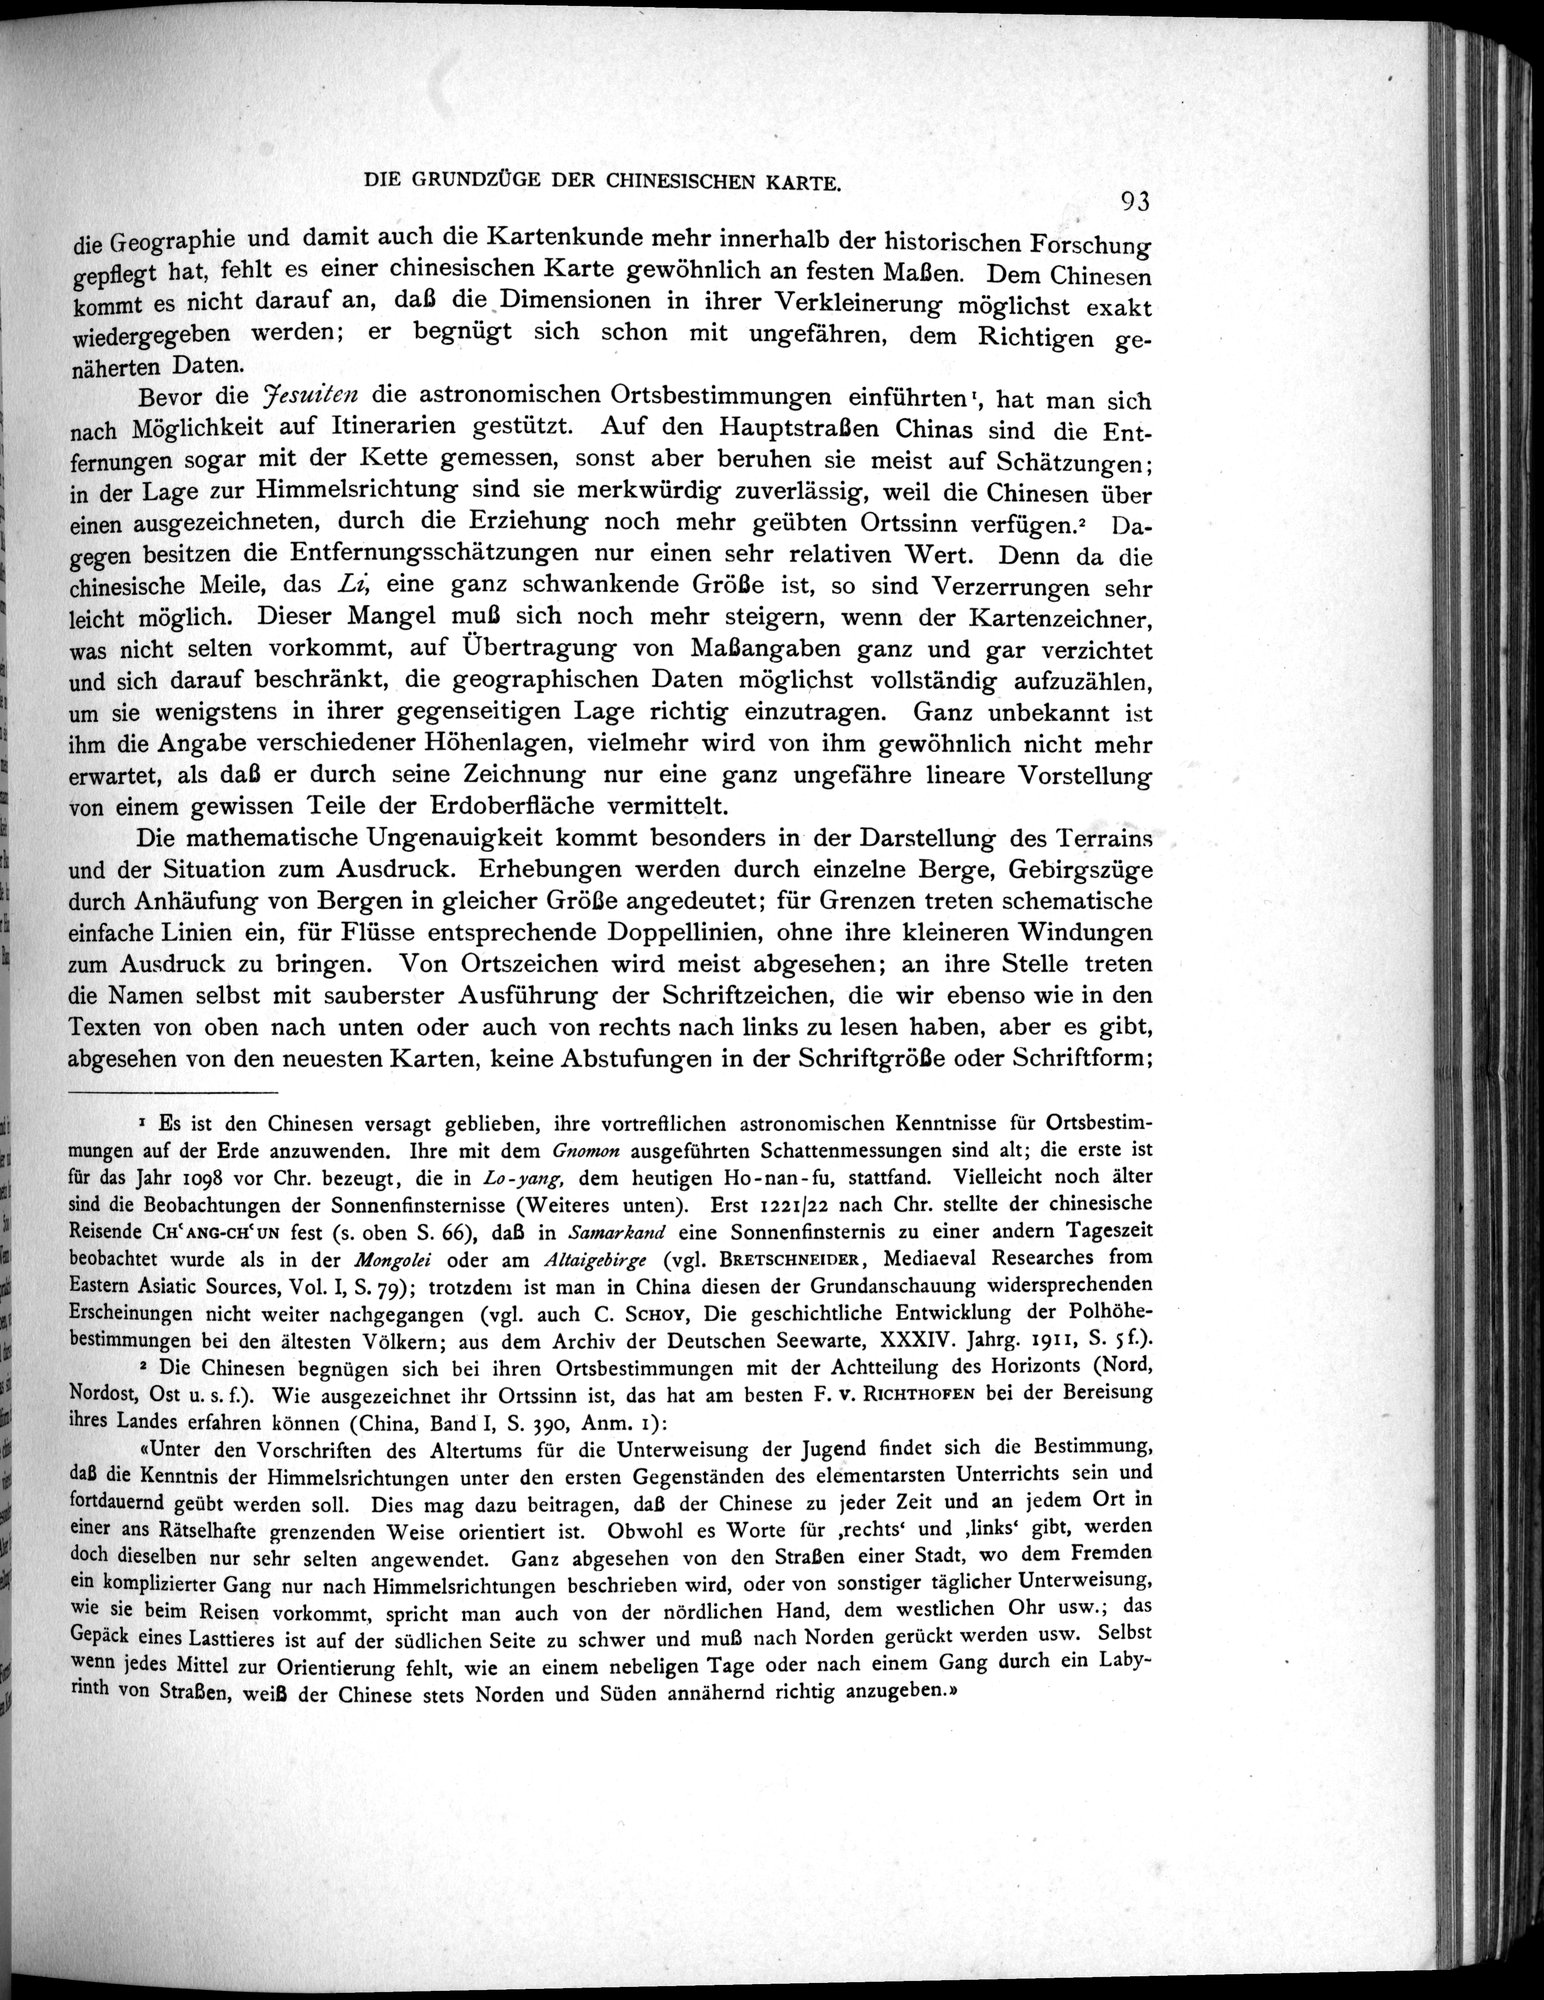 DIE GRUNDZÜGE DER CHINESISCHEN KARTE.
93
die Geographie und damit auch die Kartenkunde mehr innerhalb der historischen Forschung
gepflegt hat, fehlt es einer chinesischen Karte gewöhnlich an festen Maßen. Dem Chinesen
kommt es nicht darauf an, daß die Dimensionen in ihrer Verkleinerung möglichst exakt
wiedergegeben werden; er begnügt sich schon mit ungefähren, dem Richtigen ge-
näherten Daten.
Bevor die Jesuiten die astronomischen Ortsbestimmungen einführten¹, hat man sich
nach Möglichkeit auf Itinerarien gestützt. Auf den Hauptstraßen Chinas sind die Ent-
fernungen sogar mit der Kette gemessen, sonst aber beruhen sie meist auf Schätzungen;
in der Lage zur Himmelsrichtung sind sie merkwürdig zuverlässig, weil die Chinesen über
einen ausgezeichneten, durch die Erziehung noch mehr geübten Ortssinn verfügen.² Da-
gegen besitzen die Entfernungsschätzungen nur einen sehr relativen Wert. Denn da die
chinesische Meile, das Li, eine ganz schwankende Größe ist, so sind Verzerrungen sehr
leicht möglich. Dieser Mangel muß sich noch mehr steigern, wenn der Kartenzeichner,
was nicht selten vorkommt, auf Übertragung von Maßangaben ganz und gar verzichtet
und sich darauf beschränkt, die geographischen Daten möglichst vollständig aufzuzählen,
um sie wenigstens in ihrer gegenseitigen Lage richtig einzutragen. Ganz unbekannt ist
ihm die Angabe verschiedener Höhenlagen, vielmehr wird von ihm gewöhnlich nicht mehr
erwartet, als daß er durch seine Zeichnung nur eine ganz ungefähre lineare Vorstellung
von einem gewissen Teile der Erdoberfläche vermittelt.
Die mathematische Ungenauigkeit kommt besonders in der Darstellung des Terrains
und der Situation zum Ausdruck. Erhebungen werden durch einzelne Berge, Gebirgszüge
durch Anhäufung von Bergen in gleicher Größe angedeutet; für Grenzen treten schematische
einfache Linien ein, für Flüsse entsprechende Doppellinien, ohne ihre kleineren Windungen
zum Ausdruck zu bringen. Von Ortszeichen wird meist abgesehen; an ihre Stelle treten
die Namen selbst mit sauberster Ausführung der Schriftzeichen, die wir ebenso wie in den
Texten von oben nach unten oder auch von rechts nach links zu lesen haben, aber es gibt,
abgesehen von den neuesten Karten, keine Abstufungen in der Schriftgröße oder Schriftform;
¹ Es ist den Chinesen versagt geblieben, ihre vortrefflichen astronomischen Kenntnisse für Ortsbestim-
mungen auf der Erde anzuwenden. Ihre mit dem Gnomon ausgeführten Schattenmessungen sind alt; die erste ist
für das Jahr 1098 vor Chr. bezeugt, die in Lo-yang, dem heutigen Ho-nan-fu, stattfand. Vielleicht noch älter
sind die Beobachtungen der Sonnenfinsternisse (Weiteres unten). Erst 1221/22 nach Chr. stellte der chinesische
Reisende CHʿANG-CHʿUN fest (s. oben S. 66), daß in Samarkand eine Sonnenfinsternis zu einer andern Tageszeit
beobachtet wurde als in der Mongolei oder am Altaigebirge (vgl. BRETSCHNEIDER, Mediaeval Researches from
Eastern Asiatic Sources, Vol. I, S. 79); trotzdem ist man in China diesen der Grundanschauung widersprechenden
Erscheinungen nicht weiter nachgegangen (vgl. auch C. SCHOY, Die geschichtliche Entwicklung der Polhöhe-
bestimmungen bei den ältesten Völkern; aus dem Archiv der Deutschen Seewarte, XXXIV. Jahrg. 1911, S. 5 f.).
² Die Chinesen begnügen sich bei ihren Ortsbestimmungen mit der Achtteilung des Horizonts (Nord,
Nordost, Ost u. s. f.). Wie ausgezeichnet ihr Ortssinn ist, das hat am besten F. v. RICHTHOFEN bei der Bereisung
ihres Landes erfahren können (China, Band I, S. 390, Anm. 1):
«Unter den Vorschriften des Altertums für die Unterweisung der Jugend findet sich die Bestimmung,
daß die Kenntnis der Himmelsrichtungen unter den ersten Gegenständen des elementarsten Unterrichts sein und
fortdauernd geübt werden soll. Dies mag dazu beitragen, daß der Chinese zu jeder Zeit und an jedem Ort in
einer ans Rätselhafte grenzenden Weise orientiert ist. Obwohl es Worte für ‚rechts‘ und ‚links‘ gibt, werden
doch dieselben nur sehr selten angewendet. Ganz abgesehen von den Straßen einer Stadt, wo dem Fremden
ein komplizierter Gang nur nach Himmelsrichtungen beschrieben wird, oder von sonstiger täglicher Unterweisung,
wie sie beim Reisen vorkommt, spricht man auch von der nördlichen Hand, dem westlichen Ohr usw.; das
Gepäck eines Lasttieres ist auf der südlichen Seite zu schwer und muß nach Norden gerückt werden usw. Selbst
wenn jedes Mittel zur Orientierung fehlt, wie an einem nebeligen Tage oder nach einem Gang durch ein Laby-
rinth von Straßen, weiß der Chinese stets Norden und Süden annähernd richtig anzugeben.»